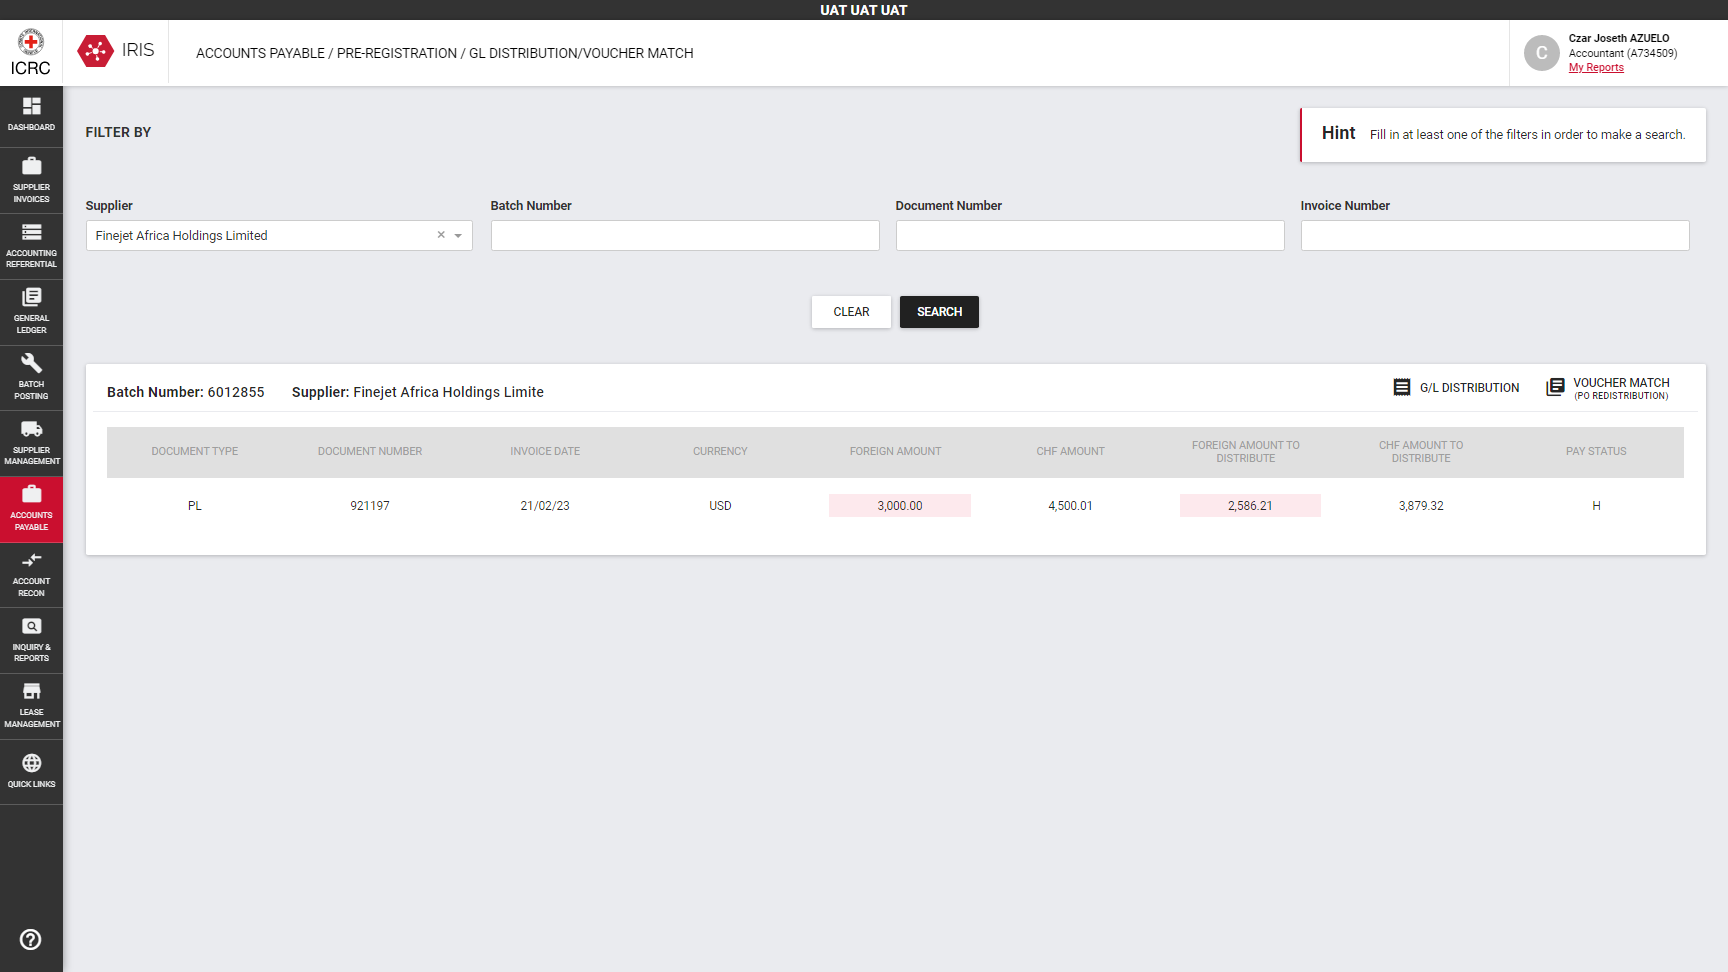 UAT UAT UAT
ICRC
IRIS
ACCOUNTS PAYABLE / PRE-REGISTRATION / GL DISTRIBUTION/VOUCHER MATCH
C
Czar Joseth AZUELO
Accountant (A734509)
My Reports
DASHBOARD
SUPPLIER
INVOICES
ACCOUNTING
REFERENTIAL
GENERAL
LEDGER
BATCH
POSTING
SUPPLIER
MANAGEMENT
ACCOUNTS
PAYABLE
ACCOUNT
RECON
INQUIRY &
REPORTS
LEASE
MANAGEMENT
QUICK LINKS
FILTER BY
Hint Fill in at least one of the filters in order to make a search.
Supplier
Batch Number
Document Number
Invoice Number
Finejet Africa Holdings Limited
CLEAR
SEARCH
Batch Number: 6012855 Supplier: Finejet Africa Holdings Limite
G/L DISTRIBUTION
VOUCHER MATCH
(PO REDISTRIBUTION)
DOCUMENT TYPE
DOCUMENT NUMBER
INVOICE DATE
CURRENCY
FOREIGN AMOUNT
CHF AMOUNT
FOREIGN AMOUNT TO
DISTRIBUTE
CHF AMOUNT TO
DISTRIBUTE
PAY STATUS
PL 921197 21/02/23 USD 3,000.00 4,500.01 2,586.21 3,879.32 H